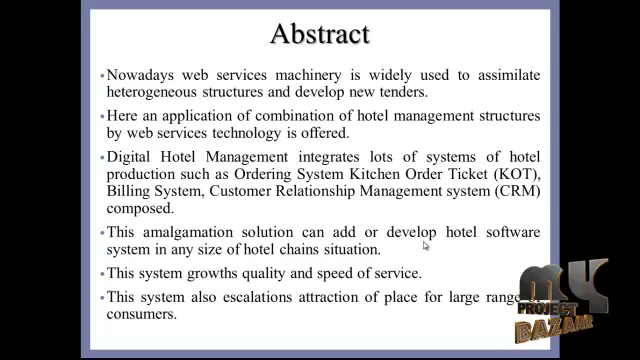 Abstract
•Nowadays web services machinery is widely used to assimilate
heterogeneous structures and develop new tenders.
•Here an application of combination of hotel management structures
by web services technology is offered.
•Digital Hotel Management integrates lots of systems of hotel
production such as Ordering System Kitchen Order Ticket (KOT),
Billing System, Customer Relationship Management system (CRM)
composed.
•This amalgamation solution can add or develop hotel software
system in any size of hotel chains situation.
•This system growths quality and speed of service.
•This system also escalations attraction of place for large range
consumers.
PROJECT
BAZAAR